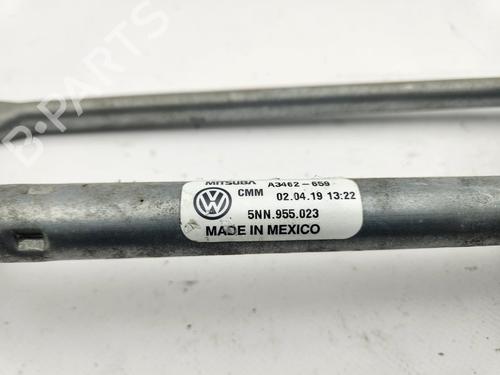 B-PARTS
MITSUBA A3462-659
CMM 02.04.19 13:22
5NN.955.023
MADE IN MEXICO